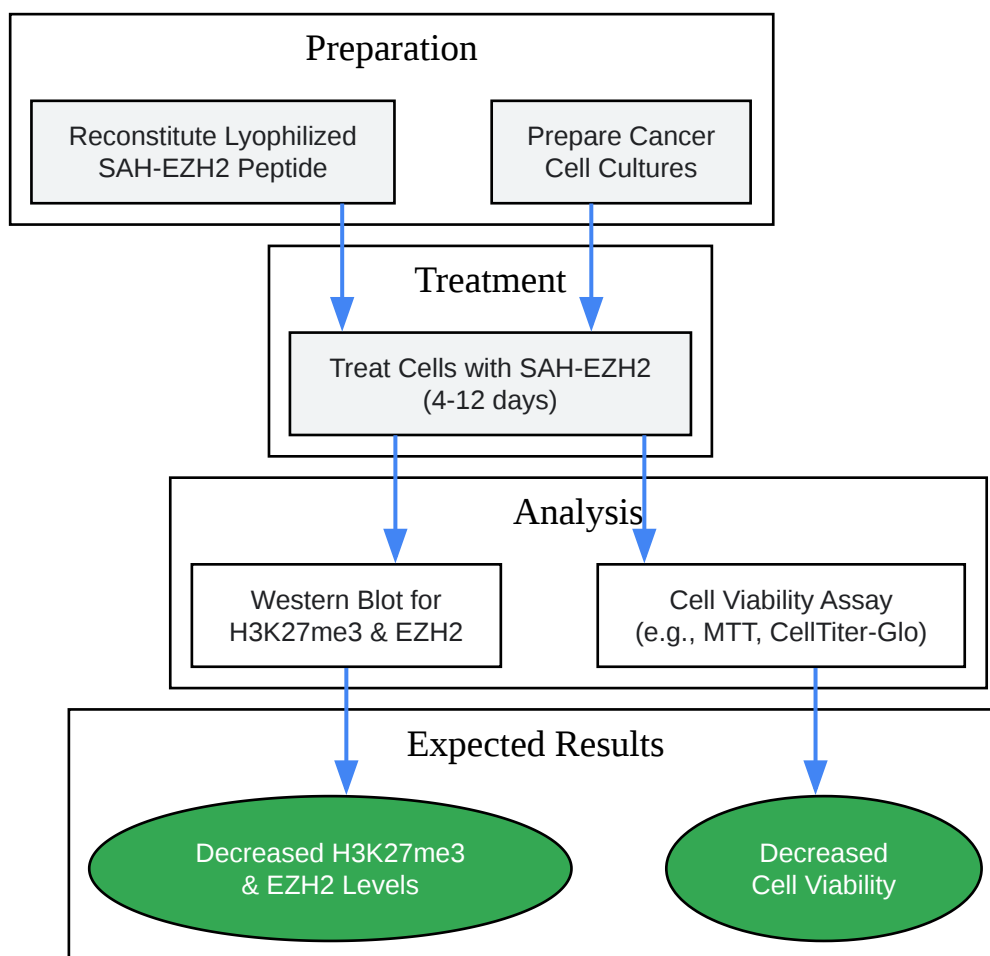 Preparation
Reconstitute Lyophilized
SAH-EZH2 Peptide
Prepare Cancer
Cell Cultures
Treatment
Treat Cells with SAH-EZH2
(4-12 days)
Analysis
Western Blot for
H3K27me3 & EZH2
Cell Viability Assay
(e.g., MTT, CellTiter-Glo)
Expected Results
Decreased H3K27me3
& EZH2 Levels
Decreased
Cell Viability